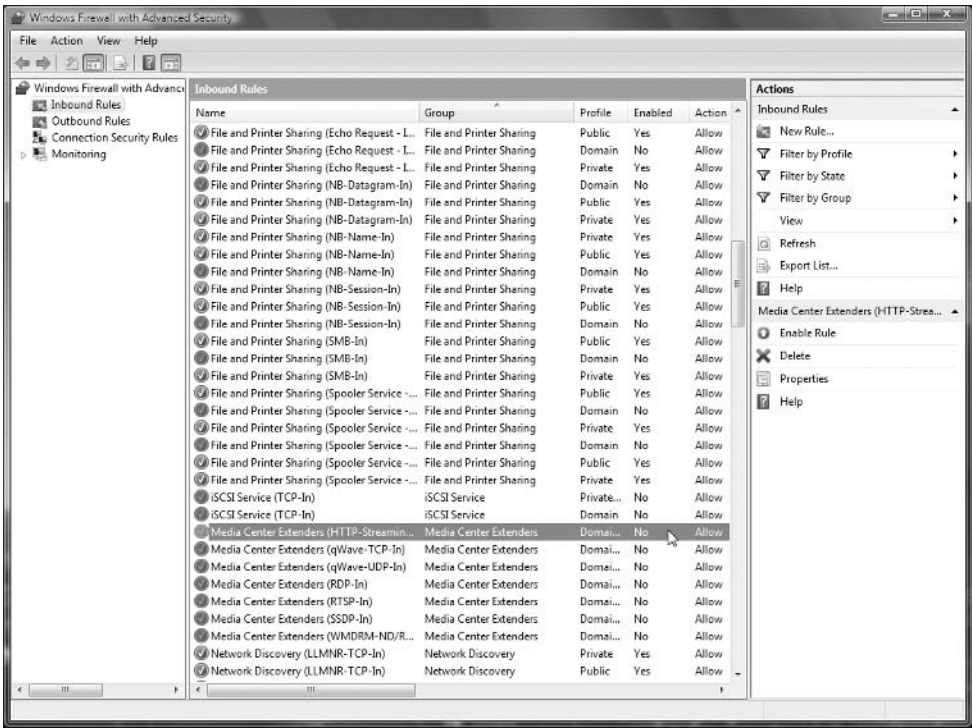 Windows Firewall with Advanced Security
File Action View Help
Windows Firewall with Advance
Inbound Rules
Outbound Rules
Connection Security Rules
Monitoring
Inbound Rules
Name Group Profile Enabled Action
File and Printer Sharing (Echo Request - I... File and Printer Sharing Public Yes Allow
File and Printer Sharing (Echo Request - I... File and Printer Sharing Domain No Allow
File and Printer Sharing (Echo Request - I... File and Printer Sharing Private Yes Allow
File and Printer Sharing (NB-Datagram-In) File and Printer Sharing Domain No Allow
File and Printer Sharing (NB-Datagram-In) File and Printer Sharing Public Yes Allow
File and Printer Sharing (NB-Datagram-In) File and Printer Sharing Private Yes Allow
File and Printer Sharing (NB-Name-In) File and Printer Sharing Private Yes Allow
File and Printer Sharing (NB-Name-In) File and Printer Sharing Public Yes Allow
File and Printer Sharing (NB-Name-In) File and Printer Sharing Domain No Allow
File and Printer Sharing (NB-Session-In) File and Printer Sharing Private Yes Allow
File and Printer Sharing (NB-Session-In) File and Printer Sharing Public Yes Allow
File and Printer Sharing (NB-Session-In) File and Printer Sharing Domain No Allow
File and Printer Sharing (SMB-In) File and Printer Sharing Public Yes Allow
File and Printer Sharing (SMB-In) File and Printer Sharing Domain No Allow
File and Printer Sharing (SMB-In) File and Printer Sharing Private Yes Allow
File and Printer Sharing (Spooler Service -... File and Printer Sharing Public Yes Allow
File and Printer Sharing (Spooler Service -... File and Printer Sharing Domain No Allow
File and Printer Sharing (Spooler Service -... File and Printer Sharing Private Yes Allow
File and Printer Sharing (Spooler Service -... File and Printer Sharing Domain No Allow
File and Printer Sharing (Spooler Service -... File and Printer Sharing Public Yes Allow
File and Printer Sharing (Spooler Service -... File and Printer Sharing Private Yes Allow
iSCSI Service (TCP-In) iSCSI Service Private... No Allow
iSCSI Service (TCP-In) iSCSI Service Domain No Allow
Media Center Extenders (HTTP-Streamin... Media Center Extenders Domai... No Allow
Media Center Extenders (qWave-TCP-In) Media Center Extenders Domai... No Allow
Media Center Extenders (qWave-UDP-In) Media Center Extenders Domai... No Allow
Media Center Extenders (RDP-In) Media Center Extenders Domai... No Allow
Media Center Extenders (RTSP-In) Media Center Extenders Domai... No Allow
Media Center Extenders (SSDP-In) Media Center Extenders Domai... No Allow
Media Center Extenders (WMDRM-ND/R... Media Center Extenders Domai... No Allow
Network Discovery (LLMNR-TCP-In) Network Discovery Private Yes Allow
Network Discovery (LLMNR-TCP-In) Network Discovery Public Yes Allow
Actions
Inbound Rules
New Rule...
Filter by Profile
Filter by State
Filter by Group
View
Refresh
Export List...
Help
Media Center Extenders (HTTP-Strea...
Enable Rule
Delete
Properties
Help